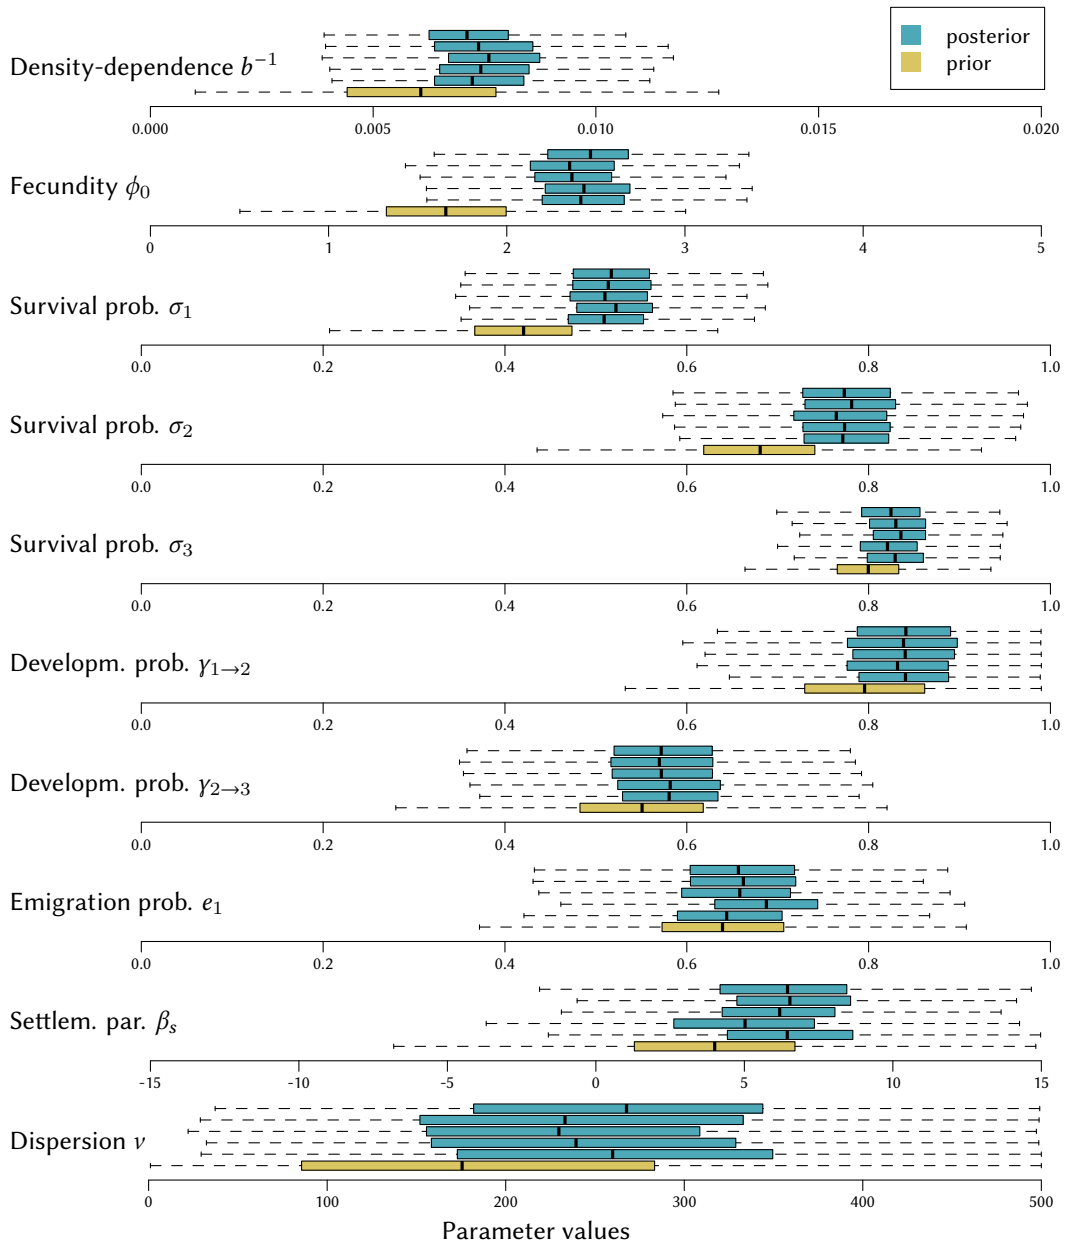 posterior
prior
Density-dependence b⁻¹
0.000 0.005 0.010 0.015 0.020
Fecundity ϕ₀
0 1 2 3 4 5
Survival prob. σ₁
0.0 0.2 0.4 0.6 0.8 1.0
Survival prob. σ₂
0.0 0.2 0.4 0.6 0.8 1.0
Survival prob. σ₃
0.0 0.2 0.4 0.6 0.8 1.0
Developm. prob. γ₁→₂
0.0 0.2 0.4 0.6 0.8 1.0
Developm. prob. γ₂→₃
0.0 0.2 0.4 0.6 0.8 1.0
Emigration prob. e₁
0.0 0.2 0.4 0.6 0.8 1.0
Settlem. par. βₛ
-15 -10 -5 0 5 10 15
Dispersion ν
0 100 200 300 400 500
Parameter values